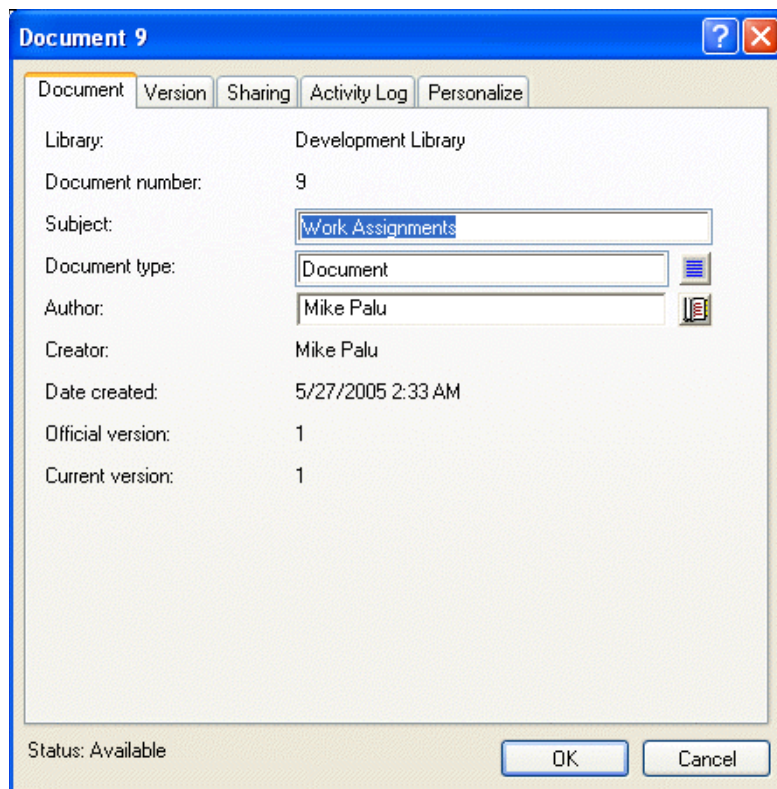 Document 9
Document Version Sharing Activity Log Personalize
Library: Development Library
Document number: 9
Subject: Work Assignments
Document type: Document
Author: Mike Palu
Creator: Mike Palu
Date created: 5/27/2005 2:33 AM
Official version: 1
Current version: 1
Status: Available OK Cancel